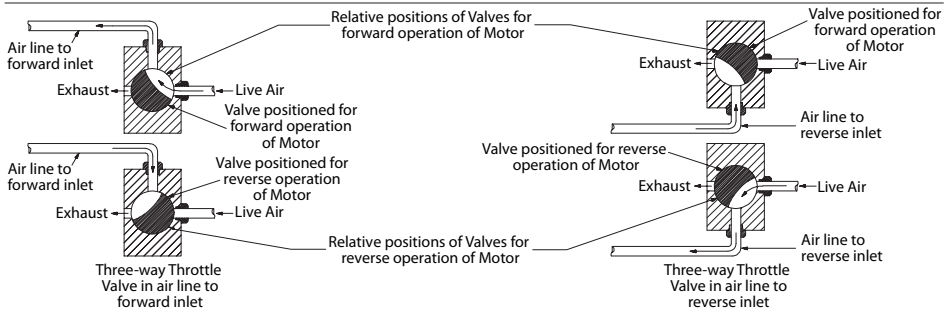 Relative positions of Valves for
forward operation of Motor
Air line to
forward inlet
Exhaust
Live Air
Valve positioned for
forward operation
of Motor
Valve positioned for
forward operation
of Motor
Exhaust
Live Air
Air line to
reverse inlet
Air line to
forward inlet
Valve positioned for
reverse operation
of Motor
Exhaust
Live Air
Valve positioned for reverse
operation of Motor
Exhaust
Live Air
Relative positions of Valves for
reverse operation of Motor
Air line to
reverse inlet
Three-way Throttle
Valve in air line to
forward inlet
Three-way Throttle
Valve in air line to
reverse inlet